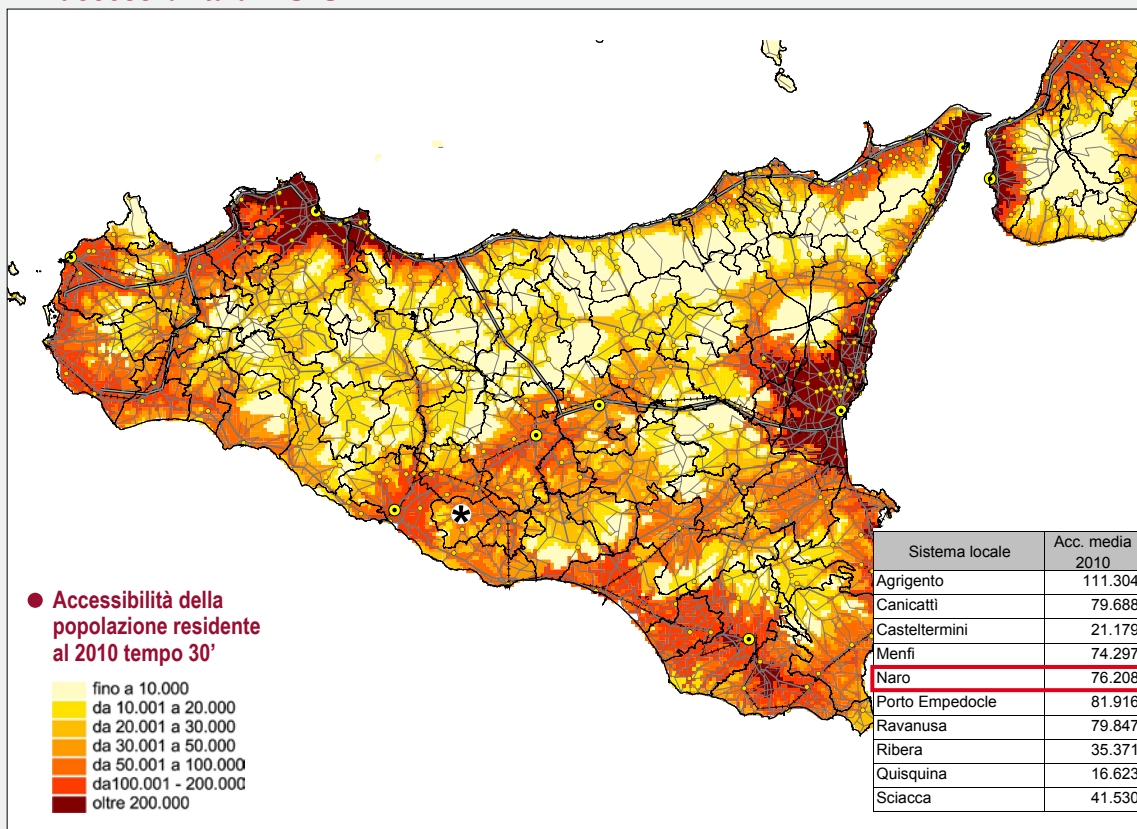 Accessibilità della
popolazione residente
al 2010 tempo 30'
fino a 10.000
da 10.001 a 20.000
da 20.001 a 30.000
da 30.001 a 50.000
da 50.001 a 100.000
da100.001 - 200.000
oltre 200.000
Sistema locale Acc. media 2010
Agrigento 111.304
Canicattì 79.688
Casteltermini 21.179
Menfi 74.297
Naro 76.208
Porto Empedocle 81.916
Ravanusa 79.847
Ribera 35.371
Quisquina 16.623
Sciacca 41.530